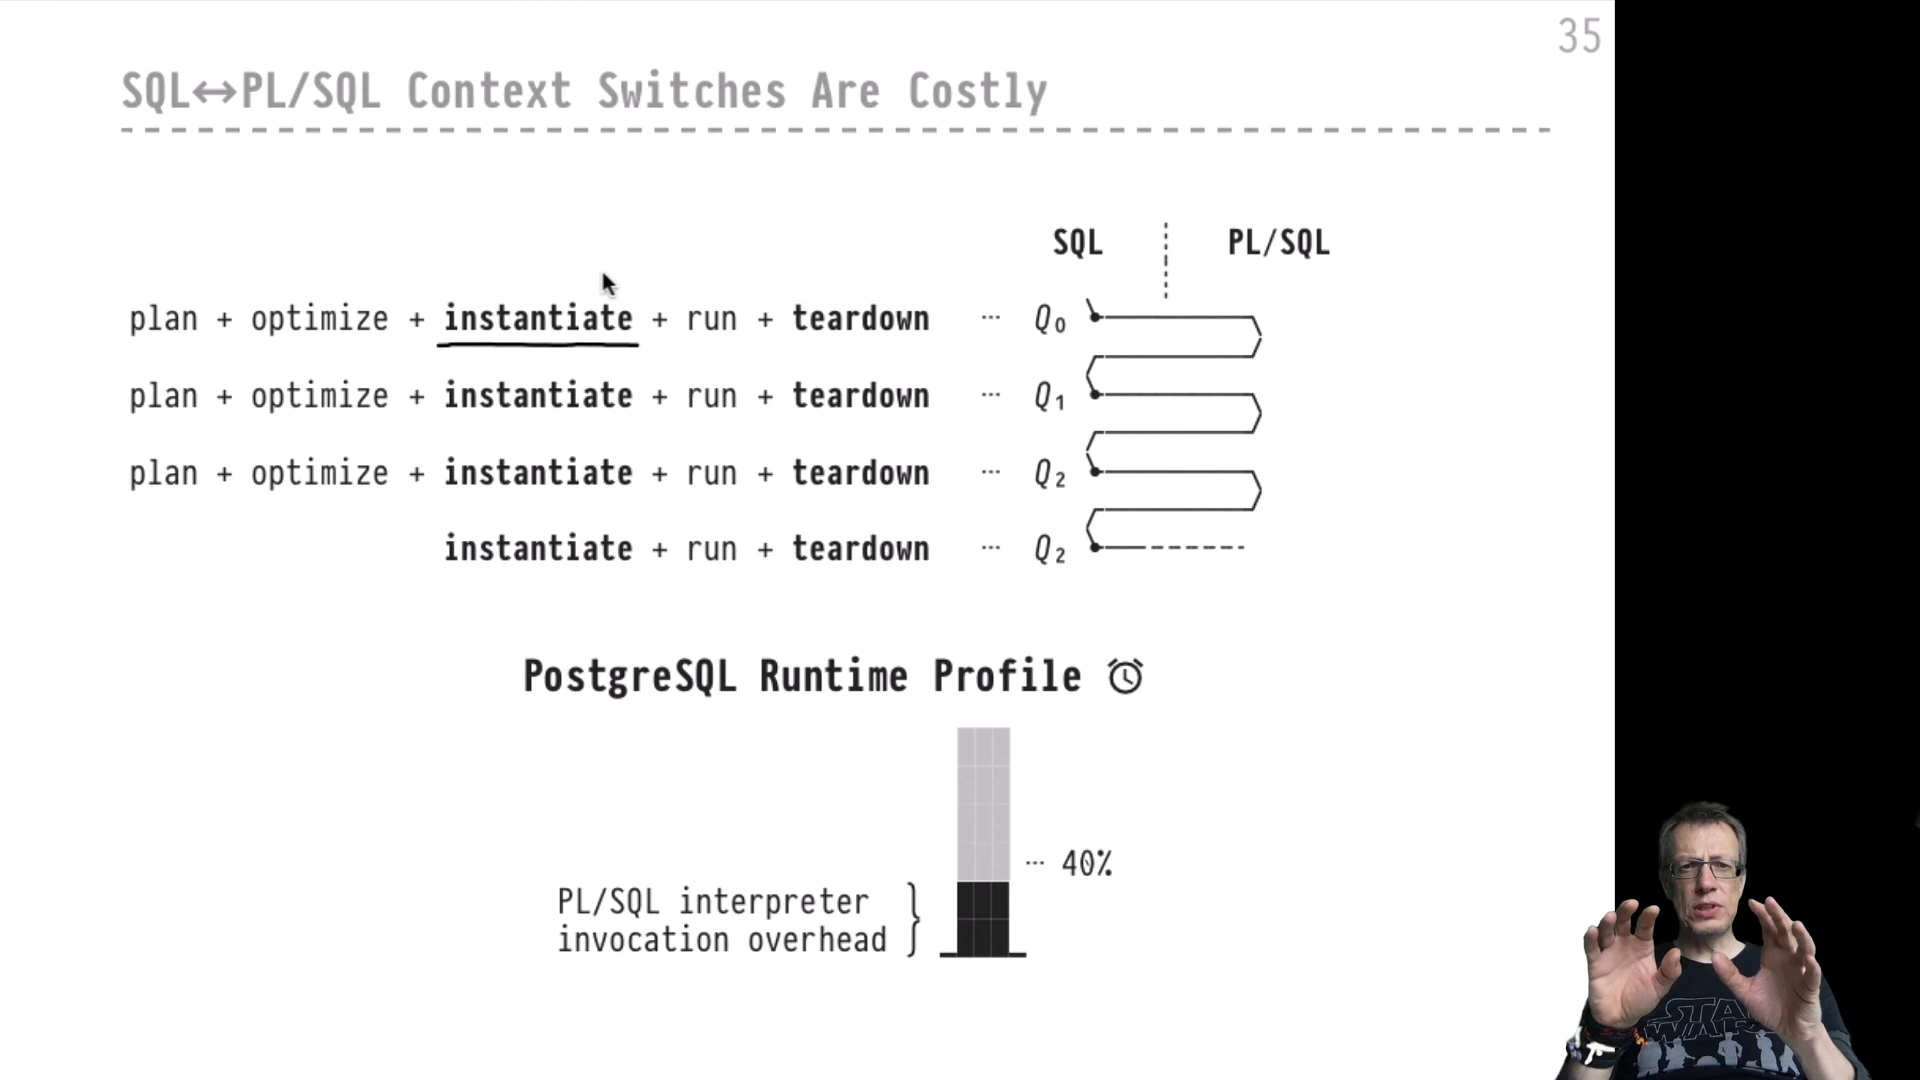 35
SQL↔PL/SQL Context Switches Are Costly
SQL PL/SQL
plan + optimize + instantiate + run + teardown ⋯ Q₀
plan + optimize + instantiate + run + teardown ⋯ Q₁
plan + optimize + instantiate + run + teardown ⋯ Q₂
instantiate + run + teardown ⋯ Q₂
PostgreSQL Runtime Profile
⋯ 40%
PL/SQL interpreter
invocation overhead
STAR
WARS